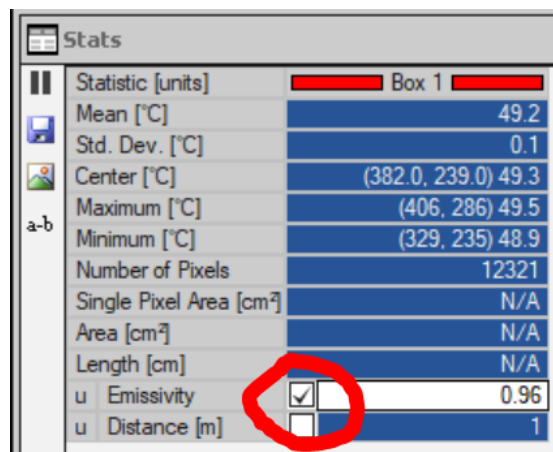 Stats
Statistic [units] Box 1
Mean [°C] 49.2
Std. Dev. [°C] 0.1
Center [°C] (382.0, 239.0) 49.3
Maximum [°C] (406, 286) 49.5
a-b
Minimum [°C] (329, 235) 48.9
Number of Pixels 12321
Single Pixel Area [cm²] N/A
Area [cm²] N/A
Length [cm] N/A
u Emissivity 0.96
u Distance [m] 1